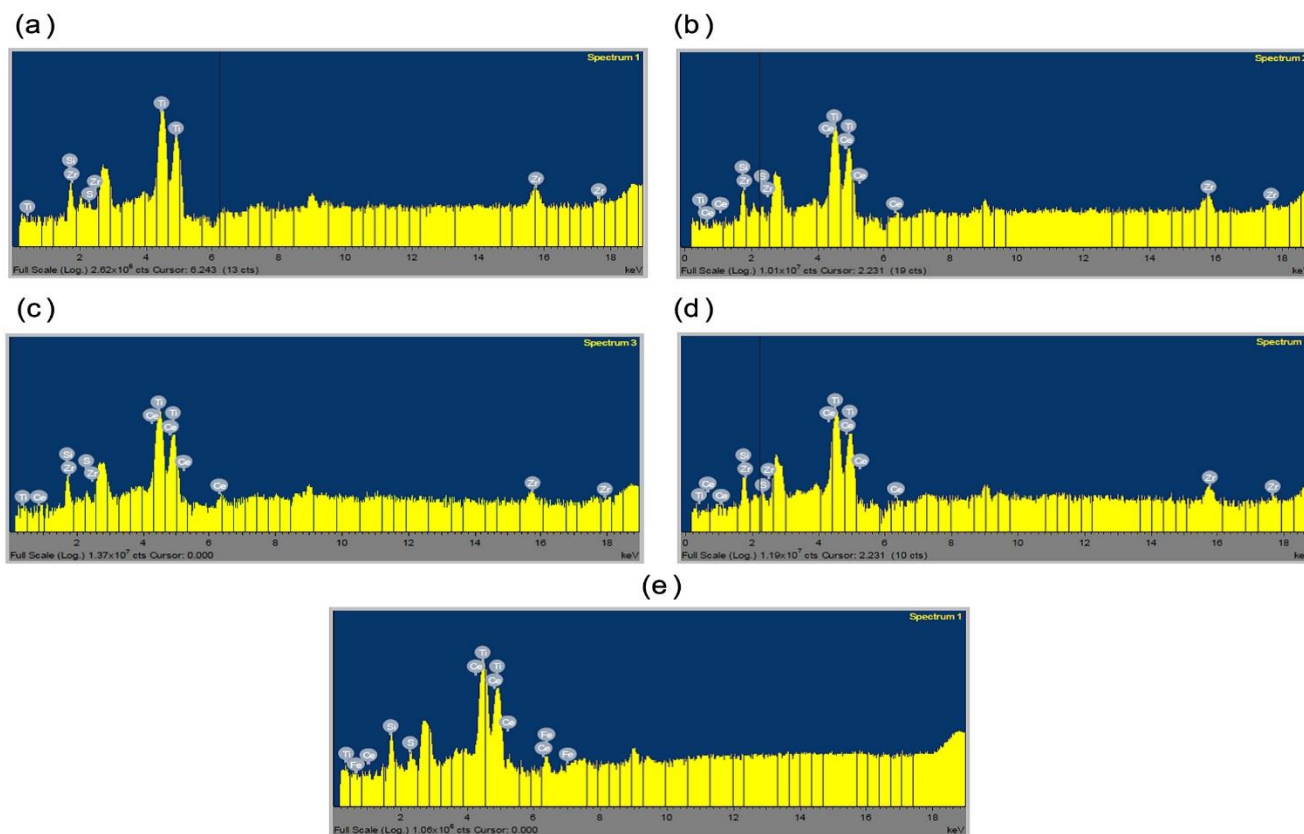 (a)
Spectrum 1
Ti
Ti
Si
Zr
Zr
S
Ti
Zr
Zr
2 4 6 8 10 12 14 16 18
Full Scale (Log.) 2.62x10⁶ cts Cursor: 6.243 (13 cts) keV
(b)
Spectrum 2
Ti
Ce
Ti
Ce
Si
Zr
S
Zr
Ce
Ti
Ce
Ce
Ce
Zr
Zr
0 2 4 6 8 10 12 14 16 18
Full Scale (Log.) 1.01x10⁷ cts Cursor: 2.231 (19 cts) keV
(c)
Spectrum 3
Ti
Ce
Ti
Ce
Si
Zr
S
Zr
Ce
Ti
Ce
Ce
Zr
Zr
2 4 6 8 10 12 14 16 18
Full Scale (Log.) 1.37x10⁷ cts Cursor: 0.000 keV
(d)
Spectrum
Ti
Ce
Ti
Ce
Si
Zr
Zr
S
Ce
Ce
Ti
Ce
Ce
Zr
Zr
0 2 4 6 8 10 12 14 16 18
Full Scale (Log.) 1.19x10⁷ cts Cursor: 2.231 (10 cts) keV
(e)
Spectrum 1
Ti
Ce
Ti
Ce
Si
S
Ce
Ti
Ce
Fe
Fe
Ce
Fe
2 4 6 8 10 12 14 16 18
Full Scale (Log.) 1.06x10⁶ cts Cursor: 0.000 keV